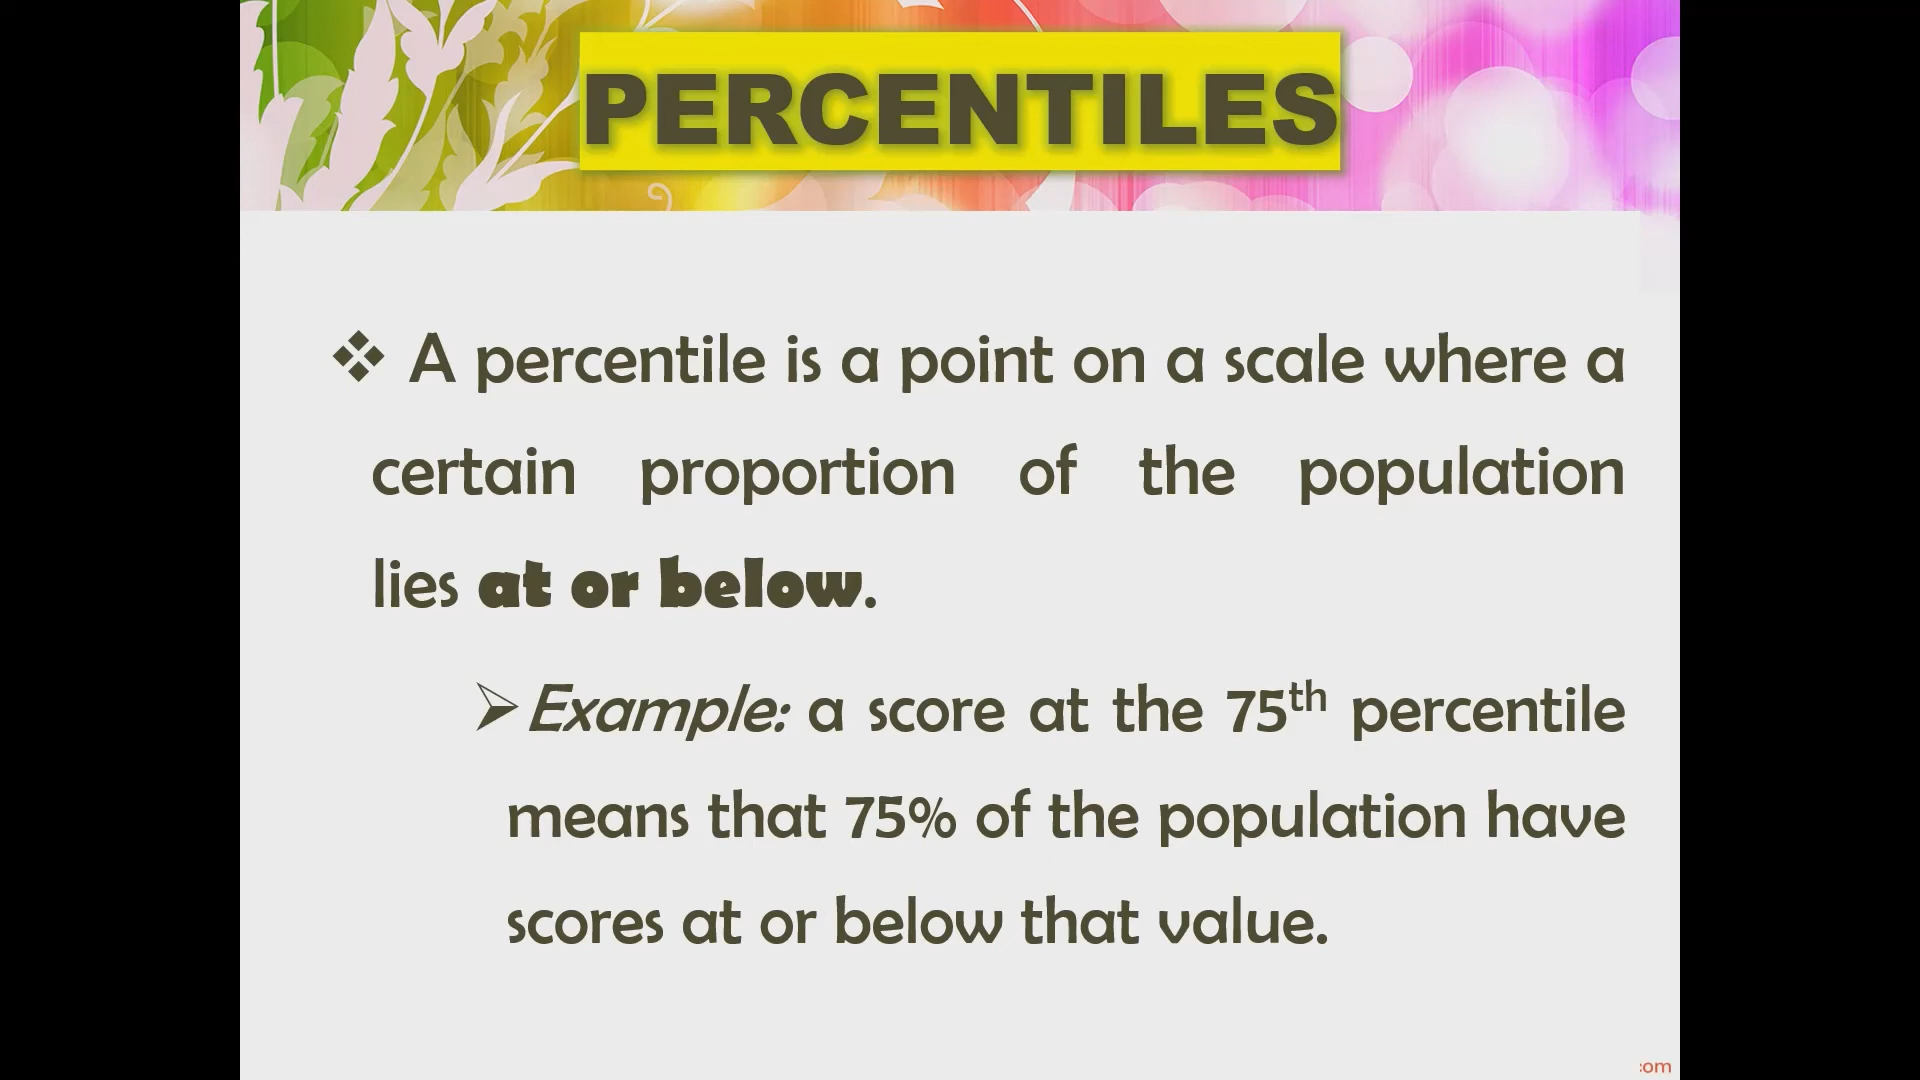 PERCENTILES
❖ A percentile is a point on a scale where a
certain proportion of the population
lies at or below.
➢Example: a score at the 75th percentile
means that 75% of the population have
scores at or below that value.
com